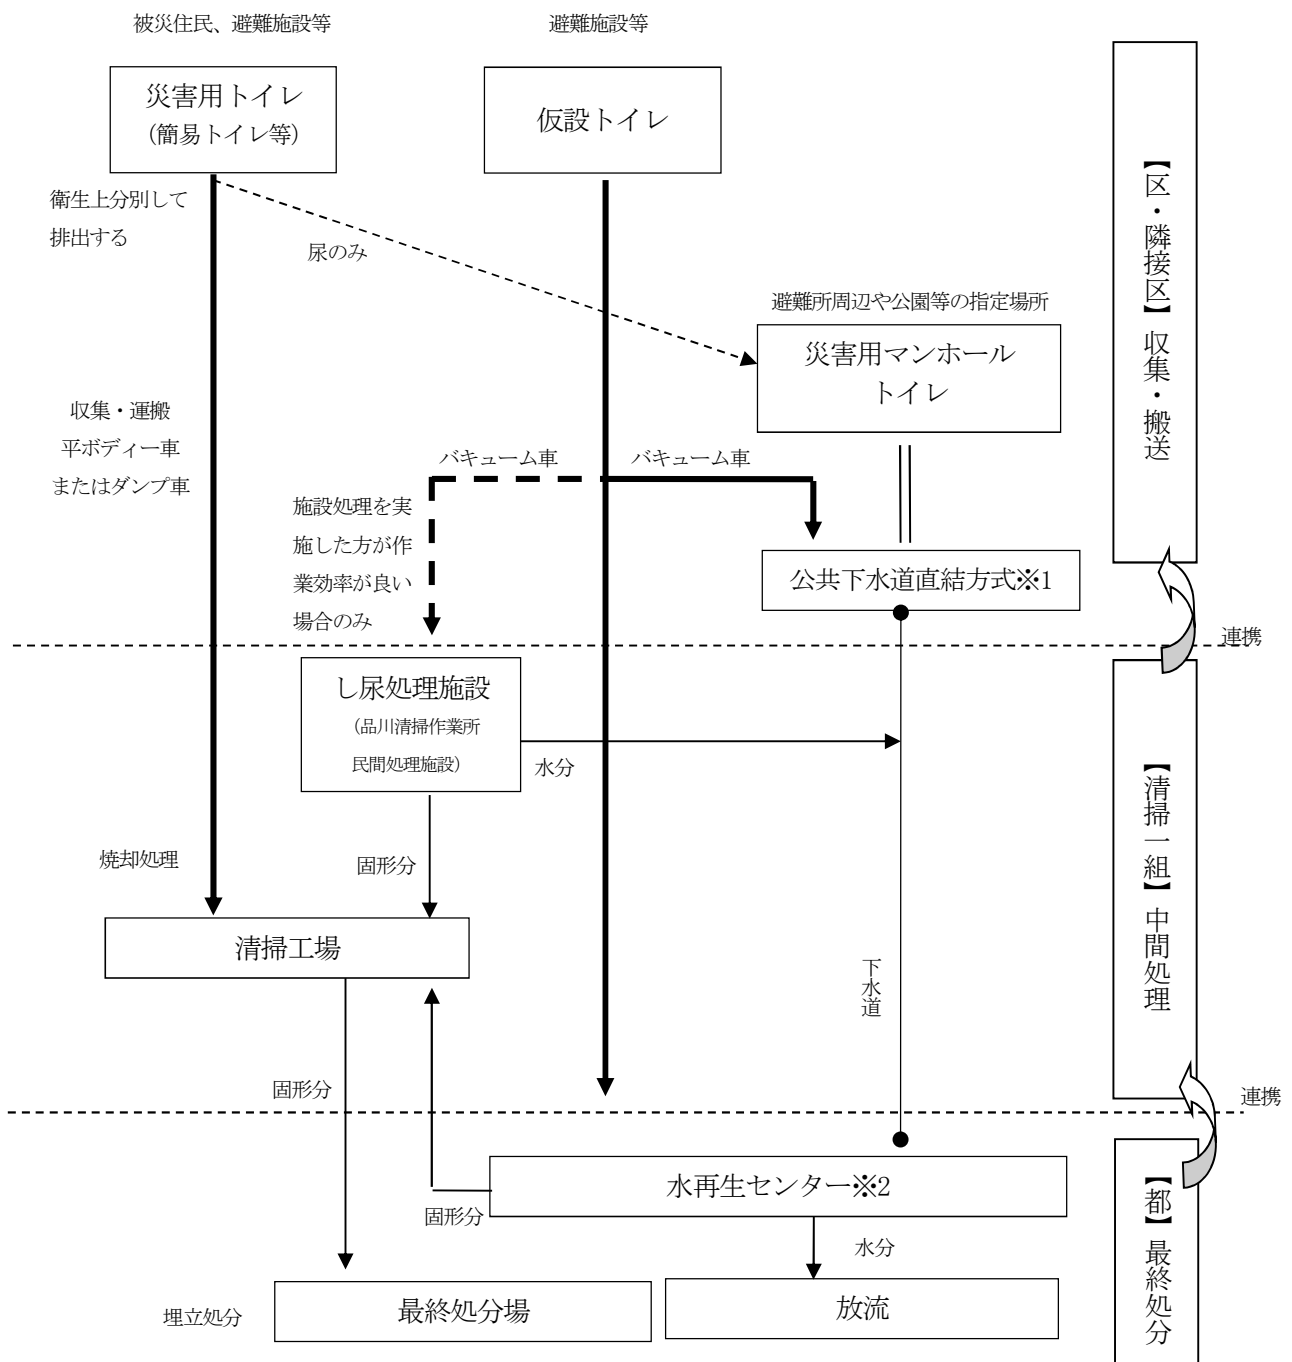 被災住民、避難施設等
避難施設等
災害用トイレ
（簡易トイレ等）
仮設トイレ
衛生上分別して
排出する
尿のみ
避難所周辺や公園等の指定場所
災害用マンホール
トイレ
収集・運搬
平ボディー車
またはダンプ車
バキューム車
バキューム車
施設処理を実
施した方が作
業効率が良い
場合のみ
公共下水道直結方式※1
【区・隣接区】収集・搬送
連携
し尿処理施設
（品川清掃作業所
民間処理施設）
水分
焼却処理
固形分
清掃工場
下水道
【清掃一組】中間処理
固形分
連携
水再生センター※2
固形分
水分
埋立処分
最終処分場
放流
【都】最終処分